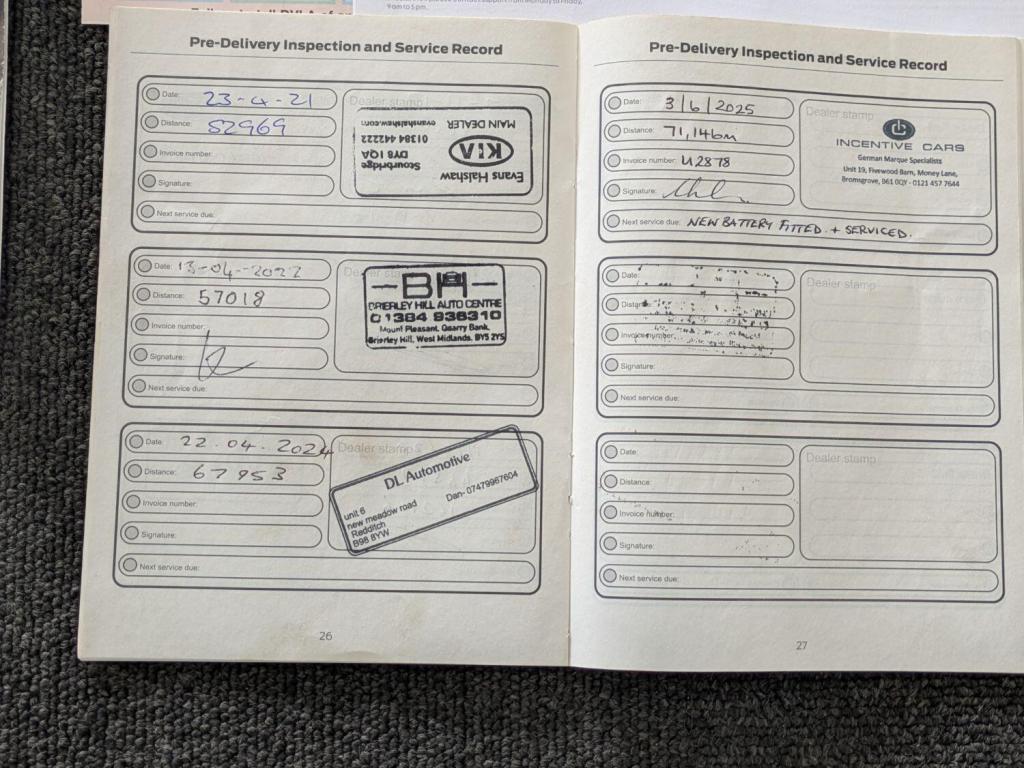 9am to 5pm.
Pre-Delivery Inspection and Service Record
Date: 23-4-21
Distance: 52969
Invoice number:
Signature:
Next service due:
Dealer stamp
Evans Halshaw
KIA
MAIN DEALER
Stourbridge
DY8 1QA
01384 442222
evanshalshaw.com
Date: 13-04-2022
Distance: 57018
Invoice number:
Signature:
Next service due:
Dealer stamp
BH
BRIERLEY HILL AUTO CENTRE
01384 936310
Mount Pleasant, Quarry Bank,
Brierley Hill, West Midlands. DY5 2YS
Date: 22.04.2024
Distance: 67953
Invoice number:
Signature:
Next service due:
Dealer stamp
DL Automotive
unit 6
new meadow road
Redditch
B98 8YW
Dan- 07479967604
26
Pre-Delivery Inspection and Service Record
Date: 3/6/2025
Distance: 71,146m
Invoice number: 42878
Signature:
Next service due: NEW BATTERY FITTED + SERVICED.
Dealer stamp
INCENTIVE CARS
German Marque Specialists
Unit 19, Fivewood Barn, Money Lane,
Bromsgrove, B61 0QY - 0121 457 7644
Date:
Distance:
Invoice number:
Signature:
Next service due:
Dealer stamp
Date:
Distance:
Invoice number:
Signature:
Next service due:
Dealer stamp
27